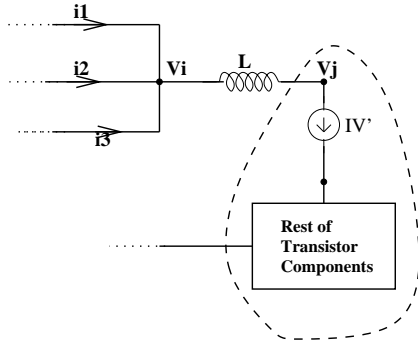 i1
i2
Vi
L
Vj
i3
IV'
Rest of
Transistor
Components